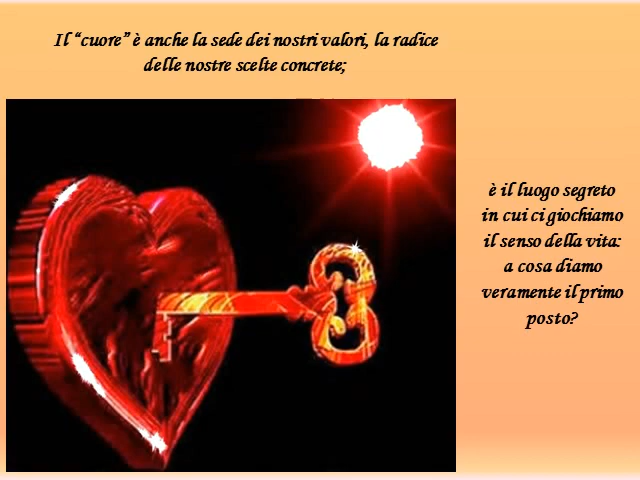 Il “cuore” è anche la sede dei nostri valori, la radice
delle nostre scelte concrete;
è il luogo segreto
in cui ci giochiamo
il senso della vita:
a cosa diamo
veramente il primo
posto?